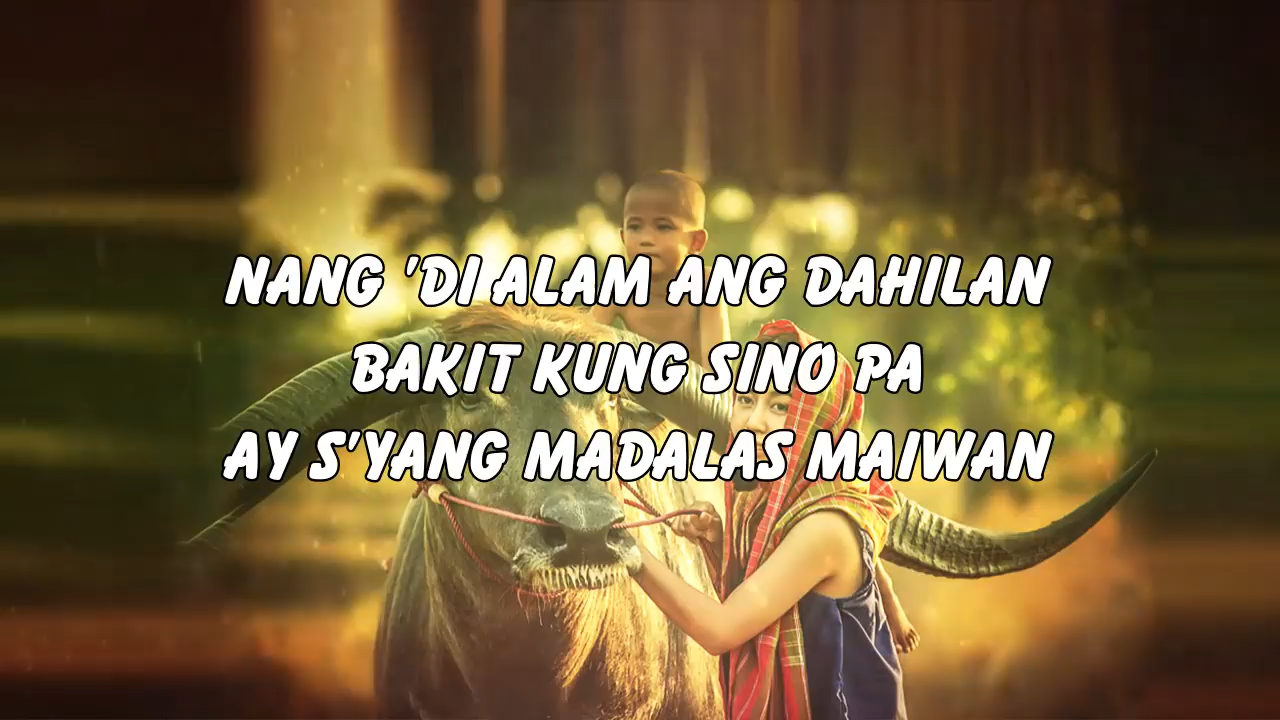 NANG 'DI ALAM ANG DAHILAN
BAKIT KUNG SINO PA
AY S'YANG MADALAS MAIWAN